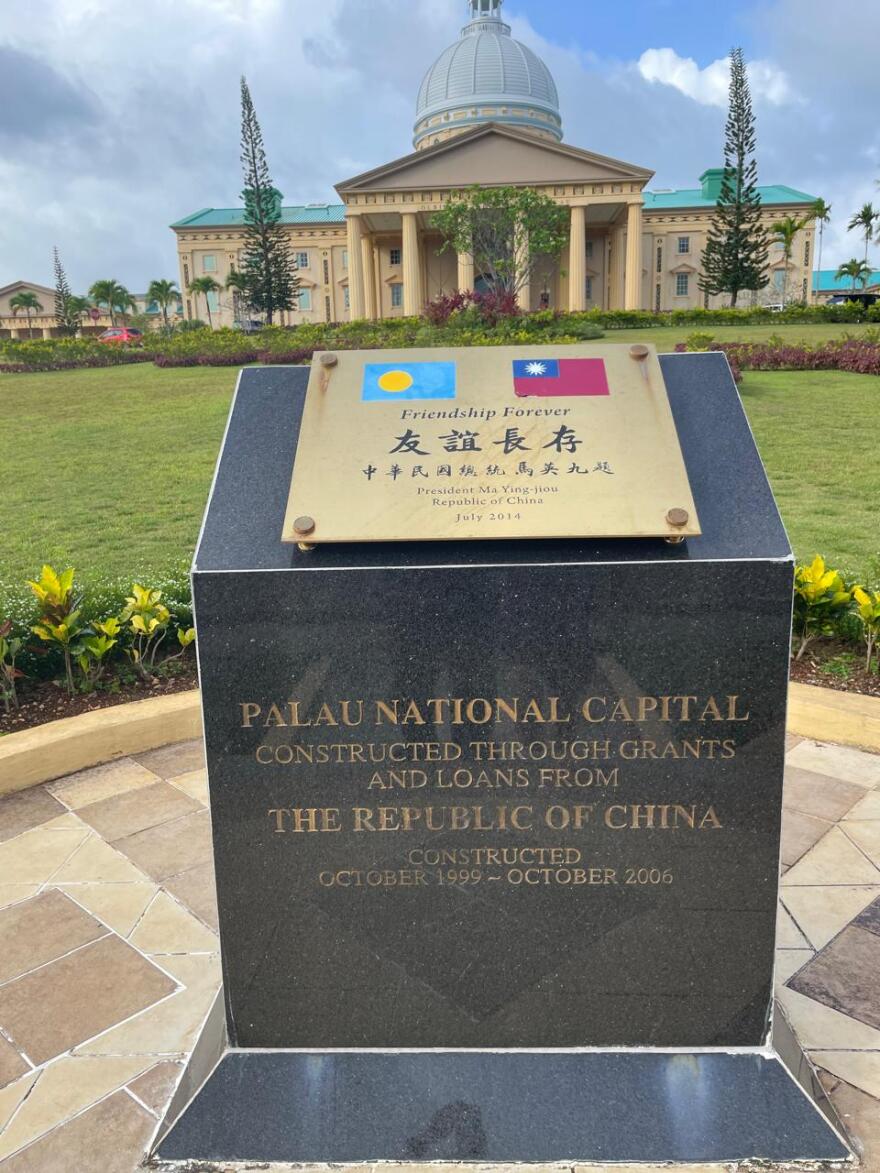 Friendship Forever
友誼長存
中華民國總統 馬英九題
President Ma Ying-jiou
Republic of China
July 2014
PALAU NATIONAL CAPITAL
CONSTRUCTED THROUGH GRANTS
AND LOANS FROM
THE REPUBLIC OF CHINA
CONSTRUCTED
OCTOBER 1999 ~ OCTOBER 2006